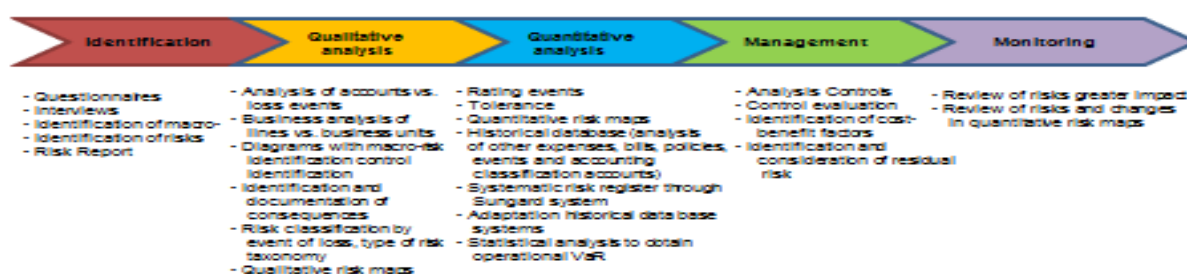 Identification
Qualitative
analysis
Quantitative
analysis
Management
Monitoring
- Questionnaires
- Interviews
- Identification of macro-
- Identification of risks
- Risk Report
- Analysis of accounts vs.
loss events
- Business analysis of
lines vs. business units
- Diagrams with macro-risk
identification control
identification
- Identification and
documentation of
consequences
- Risk classification by
event of loss, type of risk
taxonomy
- Qualitative risk maps
- Rating events
- Tolerance
- Quantitative risk maps
- Historical database (analysis
of other expenses, bills, policies,
events and accounting
classification accounts)
- Systematic risk register through
Sungard system
- Adaptation historical data base
systems
- Statistical analysis to obtain
operational VaR
- Analysis Controls
- Control evaluation
- Identification of cost-
benefit factors
- Identification and
consideration of residual
risk
- Review of risks greater impact
- Review of risks and changes
in quantitative risk maps